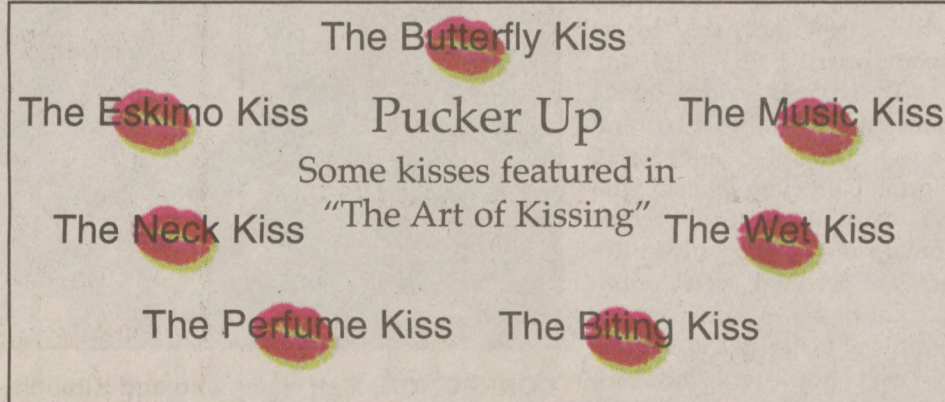 The Butterfly Kiss
The Eskimo Kiss
Pucker Up
The Music Kiss
Some kisses featured in
"The Art of Kissing"
The Neck Kiss
The Wet Kiss
The Perfume Kiss
The Biting Kiss